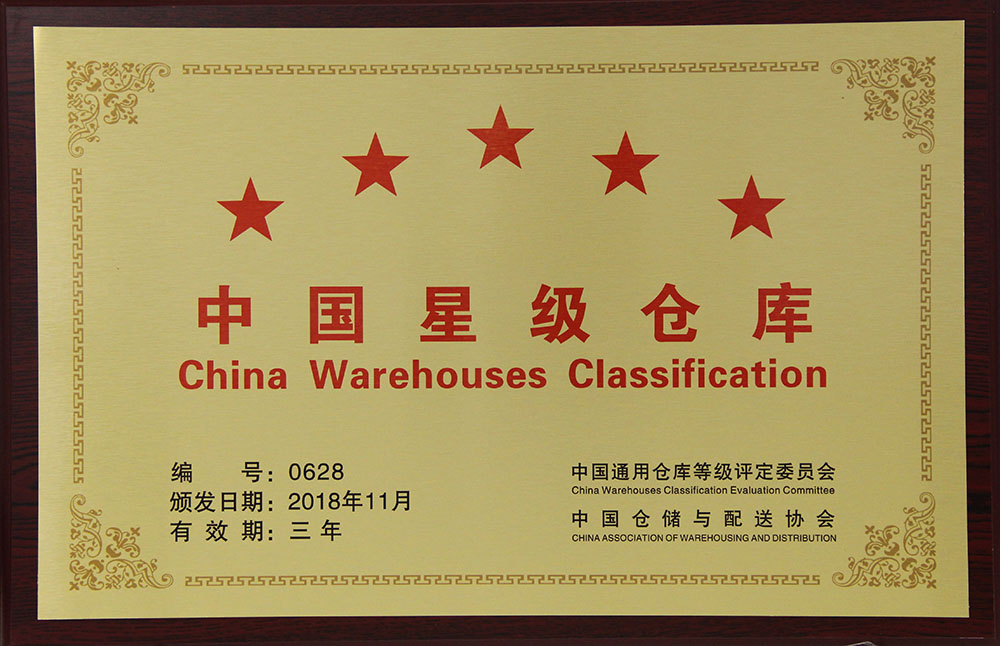 中国星级仓库
China Warehouses Classification
编 号：0628
颁发日期：2018年11月
有 效 期：三 年
中国通用仓库等级评定委员会
China Warehouses Classification Evaluation Committee
中国仓储与配送协会
CHINA ASSOCIATION OF WAREHOUSING AND DISTRIBUTION